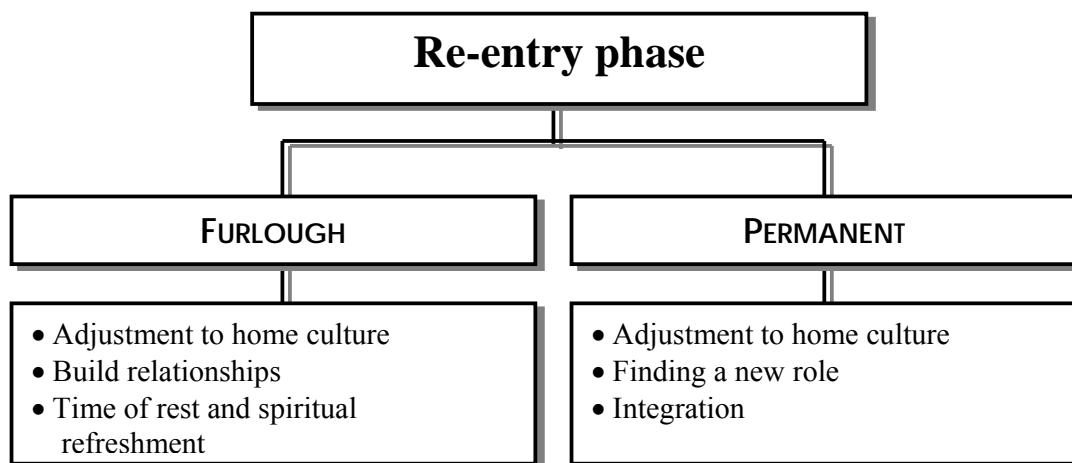 Re-entry phase
FURLOUGH
• Adjustment to home culture
• Build relationships
• Time of rest and spiritual
refreshment
PERMANENT
• Adjustment to home culture
• Finding a new role
• Integration